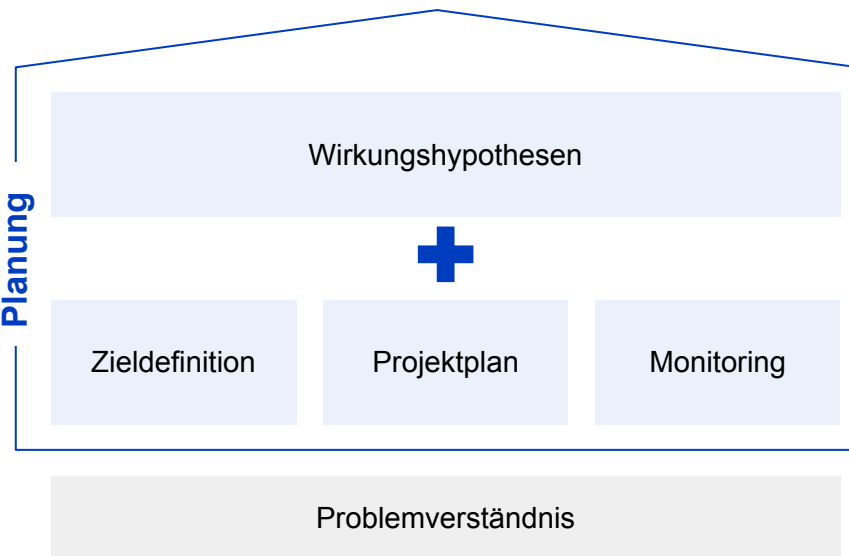 Wirkungshypothesen
Planung
Zieldefinition
Projektplan
Monitoring
Problemverständnis